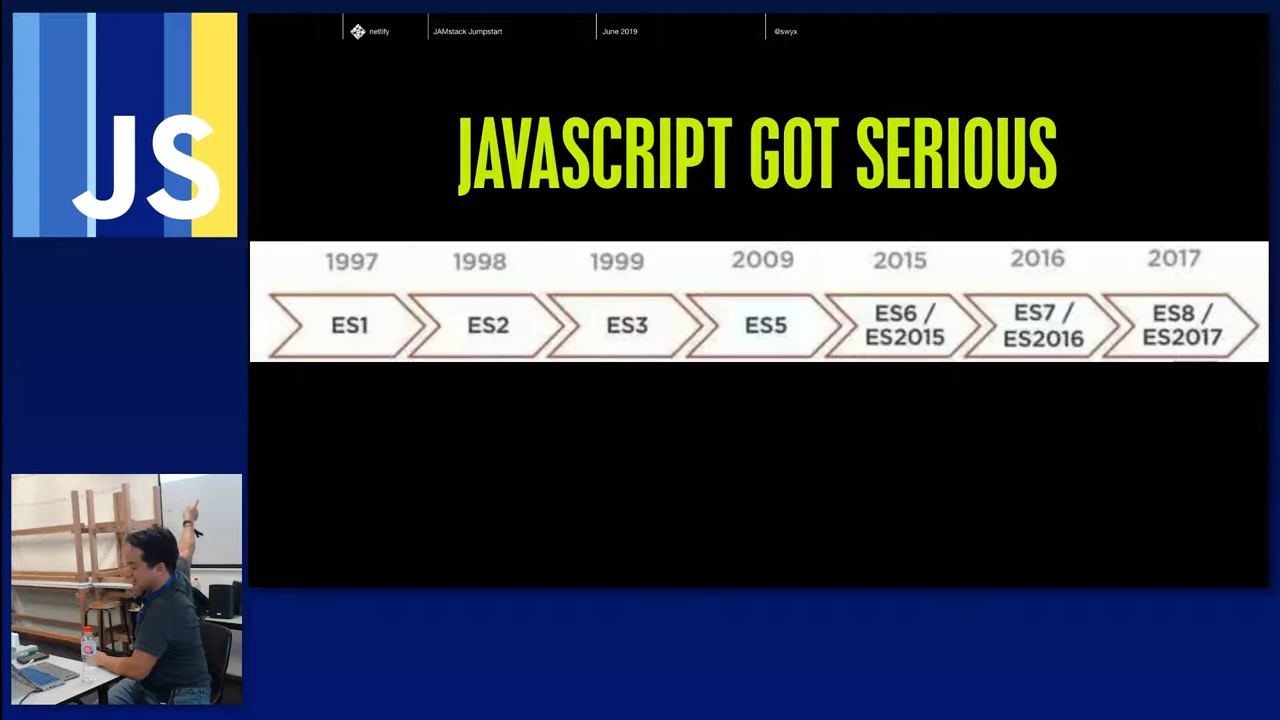 netlify
JAMstack Jumpstart
June 2019
@swyx
JS
JAVASCRIPT GOT SERIOUS
1997 1998 1999 2009 2015 2016 2017
ES1 ES2 ES3 ES5 ES6 / ES2015 ES7 / ES2016 ES8 / ES2017